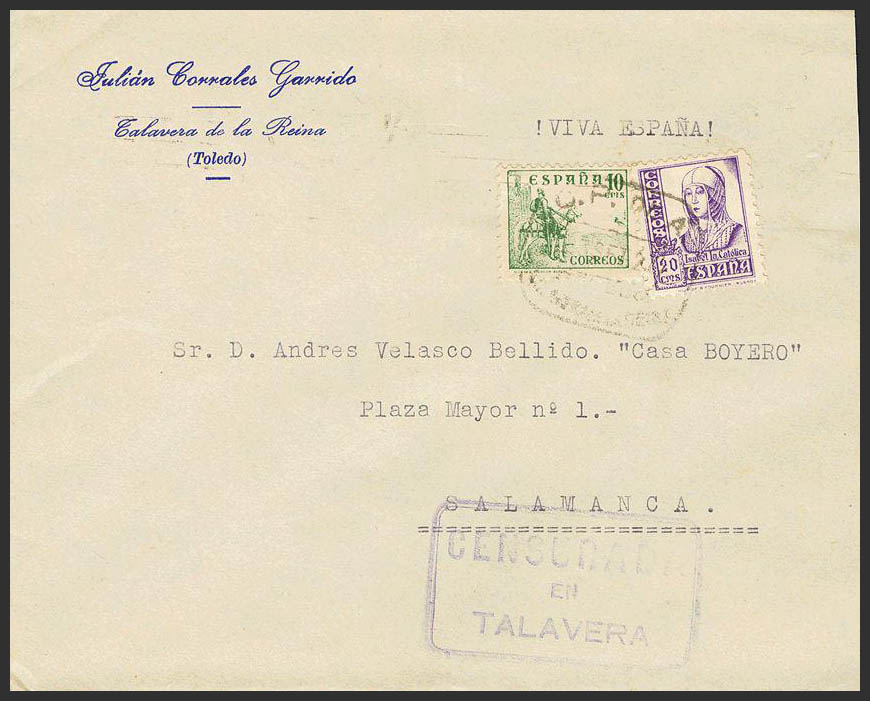 Julián Corrales Garrido
Talavera de la Reina
(Toledo)
!VIVA ESPAÑA!
ESPAÑA 10
CTS
CORREOS
CORREOS
20
CTS
Isabel la Católica
ESPAÑA
Sr. D. Andres Velasco Bellido. "Casa BOYERO"
Plaza Mayor nº 1.-
SALAMANCA.
CENSURADA
EN
TALAVERA